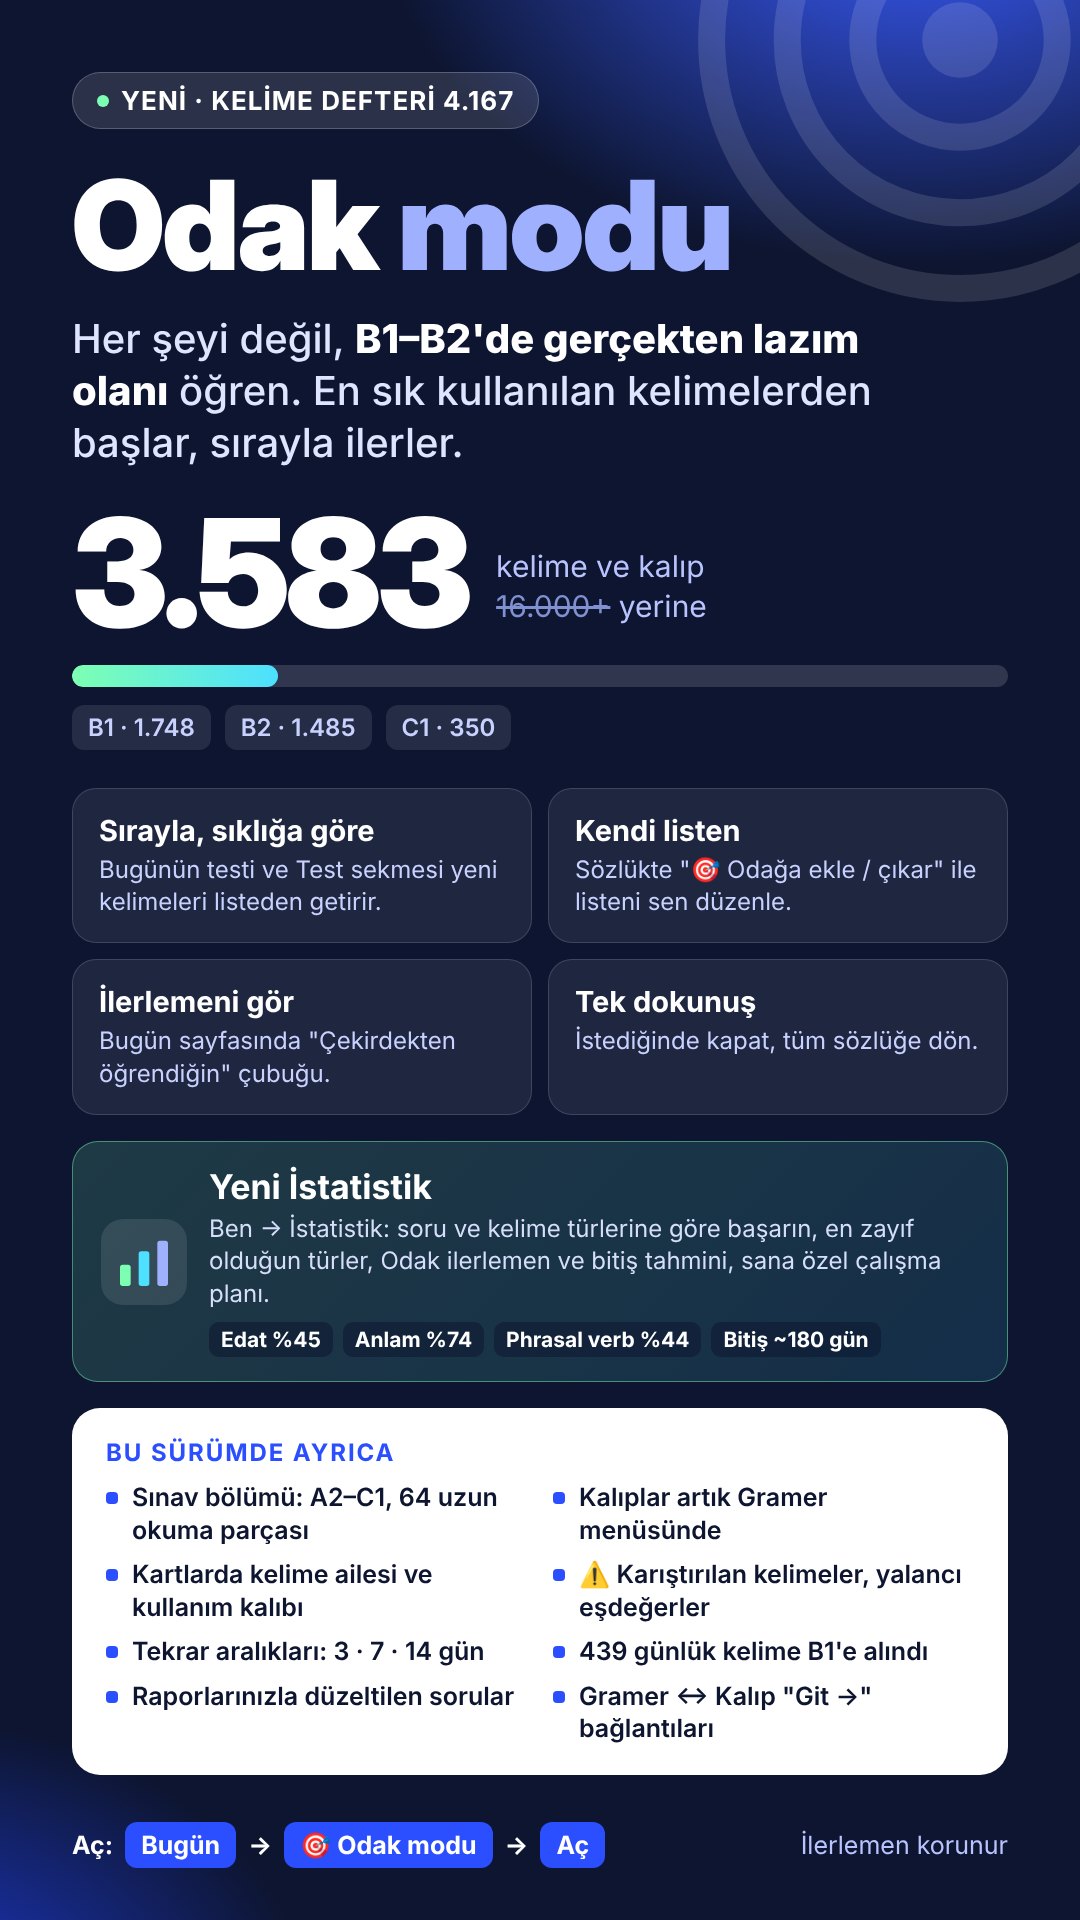 YENİ · KELİME DEFTERİ 4.167
Odak modu
Her şeyi değil, B1–B2'de gerçekten lazım
olanı öğren. En sık kullanılan kelimelerden
başlar, sırayla ilerler.
3.583
kelime ve kalıp
16.000+ yerine
B1 · 1.748
B2 · 1.485
C1 · 350
Sırayla, sıklığa göre
Bugünün testi ve Test sekmesi yeni
kelimeleri listeden getirir.
Kendi listen
Sözlükte "🎯 Odağa ekle / çıkar" ile
listeni sen düzenle.
İlerlemeni gör
Bugün sayfasında "Çekirdekten
öğrendiğin" çubuğu.
Tek dokunuş
İstediğinde kapat, tüm sözlüğe dön.
Yeni İstatistik
Ben → İstatistik: soru ve kelime türlerine göre başarın, en zayıf
olduğun türler, Odak ilerlemen ve bitiş tahmini, sana özel çalışma
planı.
Edat %45
Anlam %74
Phrasal verb %44
Bitiş ~180 gün
BU SÜRÜMDE AYRICA
Sınav bölümü: A2–C1, 64 uzun
okuma parçası
Kartlarda kelime ailesi ve
kullanım kalıbı
Tekrar aralıkları: 3 · 7 · 14 gün
Raporlarınızla düzeltilen sorular
Kalıplar artık Gramer
menüsünde
⚠️ Karıştırılan kelimeler, yalancı
eşdeğerler
439 günlük kelime B1'e alındı
Gramer ↔ Kalıp "Git →"
bağlantıları
Aç: Bugün → 🎯 Odak modu → Aç
İlerlemen korunur